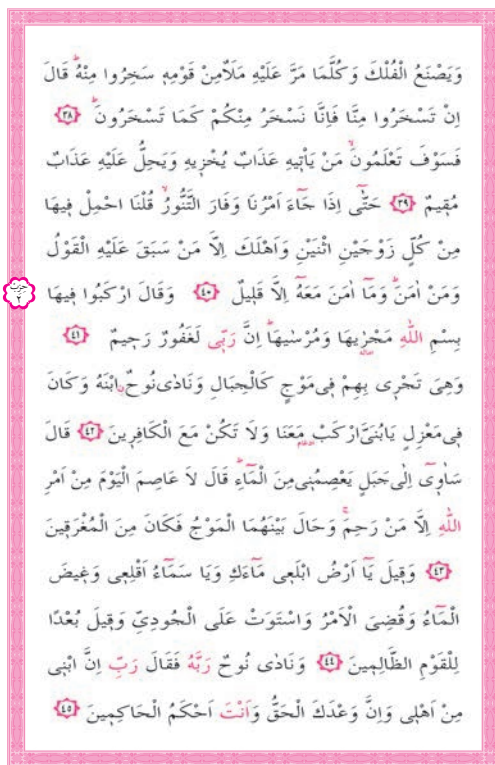 وَيَصْنَعُ الْفُلْكَ وَكُلَّمَا مَرَّ عَلَيْهِ مَلَاٌمِنْ قَوْمِه۪ سَخِرُوا مِنْهُۜ قَالَ
اِنْ تَسْخَرُوا مِنَّا فَاِنَّا نَسْخَرُ مِنْكُمْ كَمَا تَسْخَرُونَۜ ﴿٣٨﴾
فَسَوْفَ تَعْلَمُونَۙ مَنْ يَأْت۪يهِ عَذَابٌ يُخْز۪يهِ وَيَحِلُّ عَلَيْهِ عَذَابٌ
مُق۪يمٌ ﴿٣٩﴾ حَتّٰٓى اِذَا جَٓاءَ اَمْرُنَا وَفَارَ التَّنُّورُۙ قُلْنَا احْمِلْ ف۪يهَا
مِنْ كُلٍّ زَوْجَيْنِ اثْنَيْنِ وَاَهْلَكَ اِلَّا مَنْ سَبَقَ عَلَيْهِ الْقَوْلُ
وَمَنْ اٰمَنَۜ وَمَٓا اٰمَنَ مَعَهُٓ اِلَّا قَل۪يلٌ ﴿٤٠﴾ وَقَالَ ارْكَبُوا ف۪يهَا
بِسْمِ اللّٰهِ مَجْرٰ۪يهَا وَمُرْسٰيهَاۜ اِنَّ رَبّ۪ي لَغَفُورٌ رَح۪يمٌ ﴿٤١﴾
وَهِيَ تَجْر۪ي بِهِمْ ف۪ي مَوْجٍ كَالْجِبَالِ وَنَادٰى نُوحٌۨ ابْنَهُ وَكَانَ
ف۪ي مَعْزِلٍ يَابُنَيَّ ارْكَبْ مَعَنَا وَلَا تَكُنْ مَعَ الْكَافِر۪ينَ ﴿٤٢﴾ قَالَ
سَاٰو۪ٓي اِلٰى جَبَلٍ يَعْصِمُن۪ي مِنَ الْمَٓاءِۜ قَالَ لَا عَاصِمَ الْيَوْمَ مِنْ اَمْرِ
اللّٰهِ اِلَّا مَنْ رَحِمَۚ وَحَالَ بَيْنَهُمَا الْمَوْجُ فَكَانَ مِنَ الْمُغْرَق۪ينَ
﴿٤٣﴾ وَق۪يلَ يَٓا اَرْضُ ابْلَع۪ي مَٓاءَكِ وَيَا سَمَٓاءُ اَقْلِع۪ي وَغ۪يضَ
الْمَٓاءُ وَقُضِيَ الْاَمْرُ وَاسْتَوَتْ عَلَى الْجُودِيِّ وَق۪يلَ بُعْدًا
لِلْقَوْمِ الظَّالِم۪ينَ ﴿٤٤﴾ وَنَادٰى نُوحٌ رَبَّهُ فَقَالَ رَبِّ اِنَّ ابْن۪ي
مِنْ اَهْل۪ي وَاِنَّ وَعْدَكَ الْحَقُّ وَاَنْتَ اَحْكَمُ الْحَاكِم۪ينَ ﴿٤٥﴾